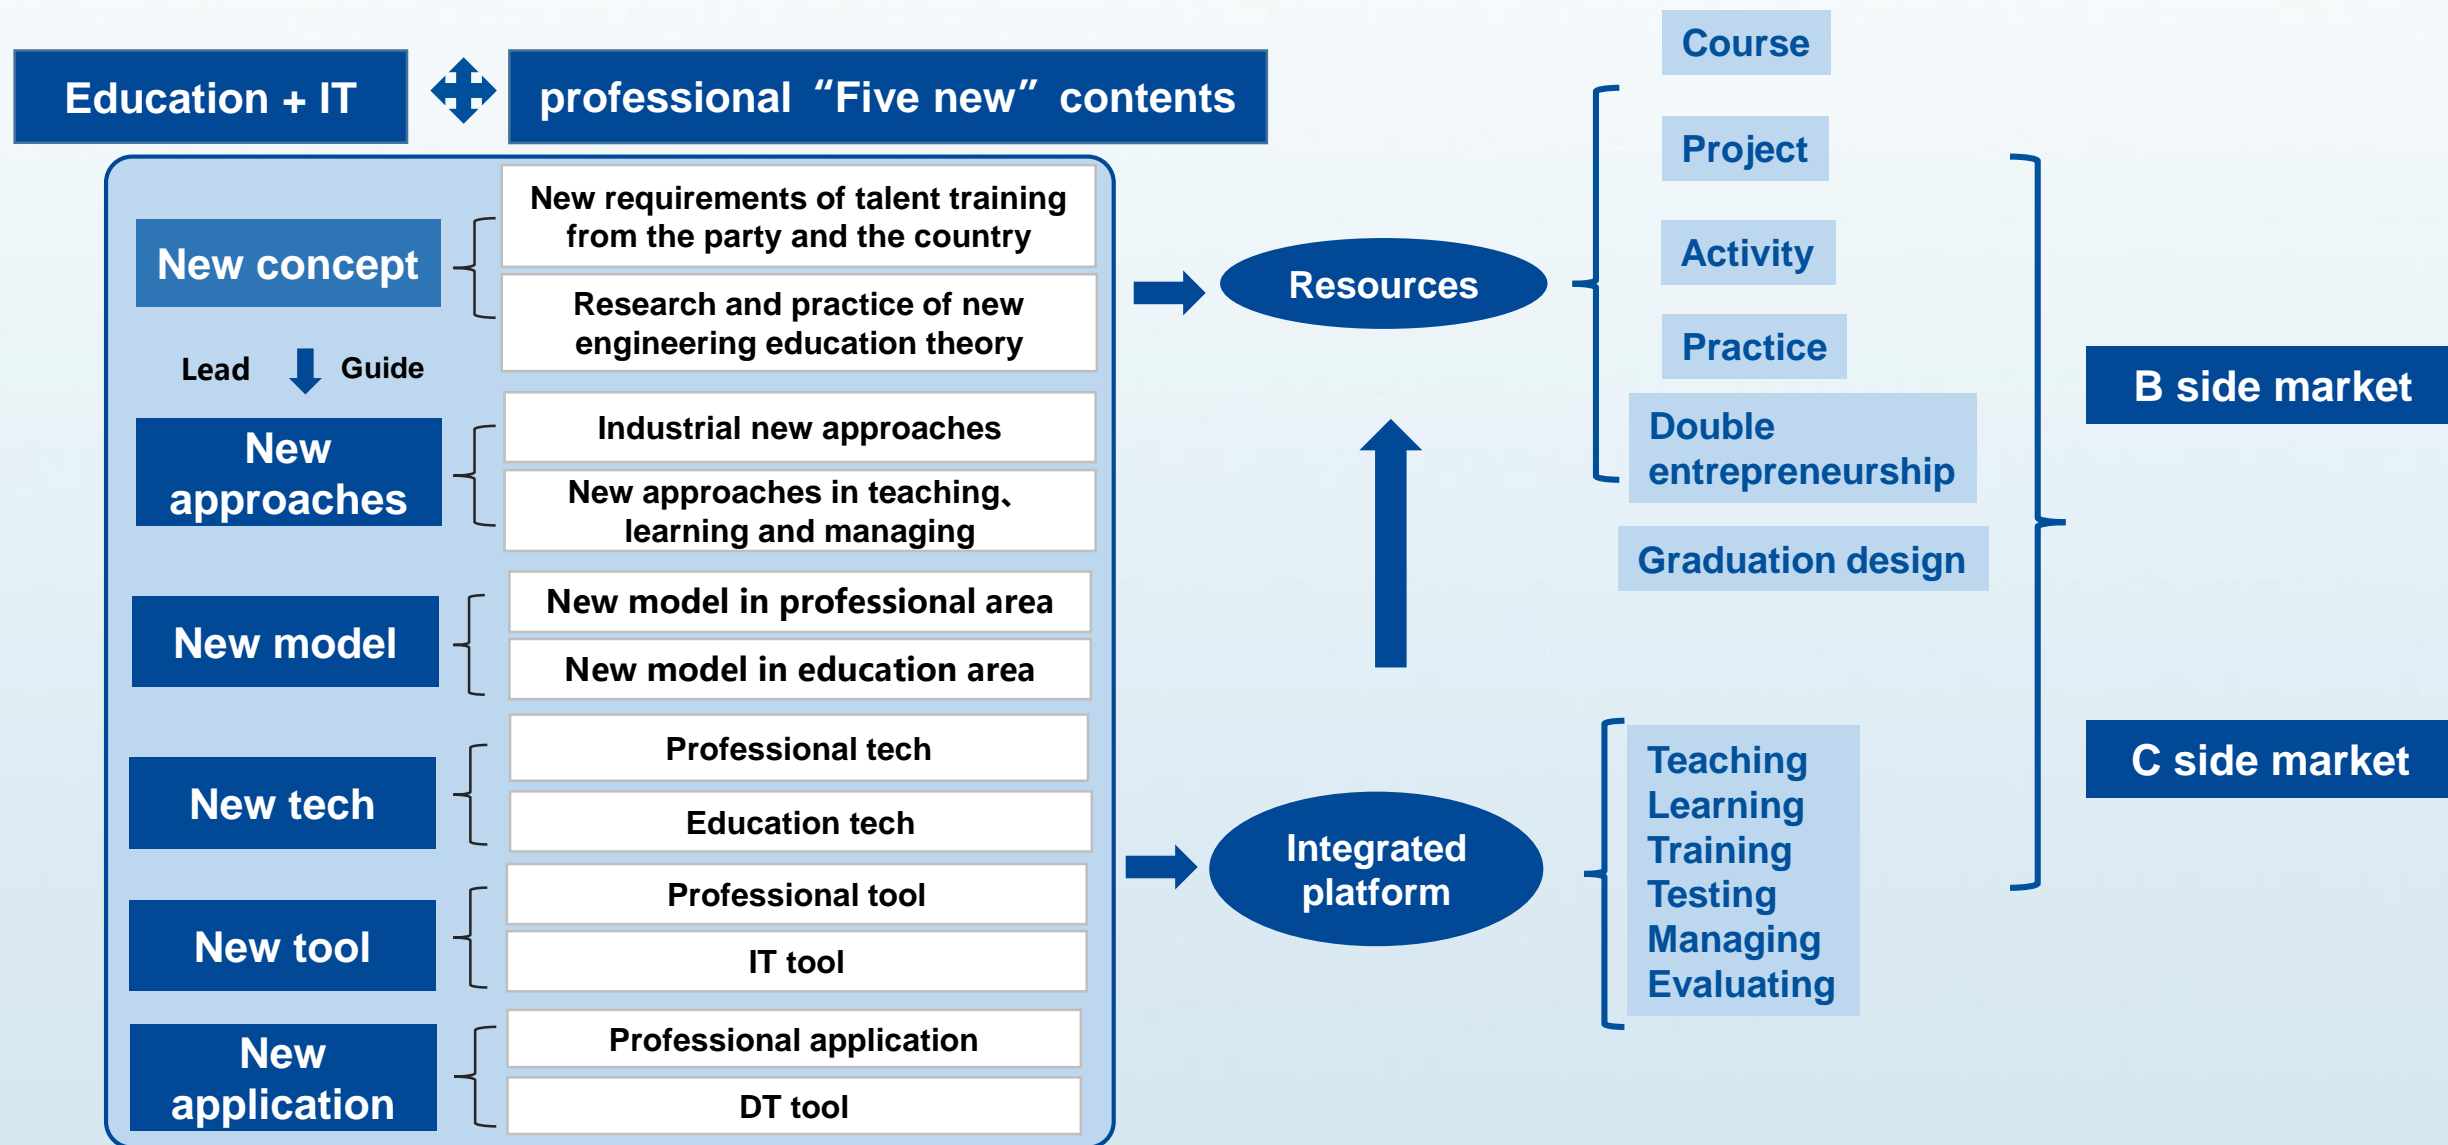 Education + IT
professional “Five new” contents
New concept
New requirements of talent training
from the party and the country
Research and practice of new
engineering education theory
Lead
Guide
New
approaches
Industrial new approaches
New approaches in teaching、
learning and managing
New model
New model in professional area
New model in education area
New tech
Professional tech
Education tech
New tool
Professional tool
IT tool
New
application
Professional application
DT tool
Resources
Integrated
platform
Course
Project
Activity
Practice
Double
entrepreneurship
Graduation design
Teaching
Learning
Training
Testing
Managing
Evaluating
B side market
C side market